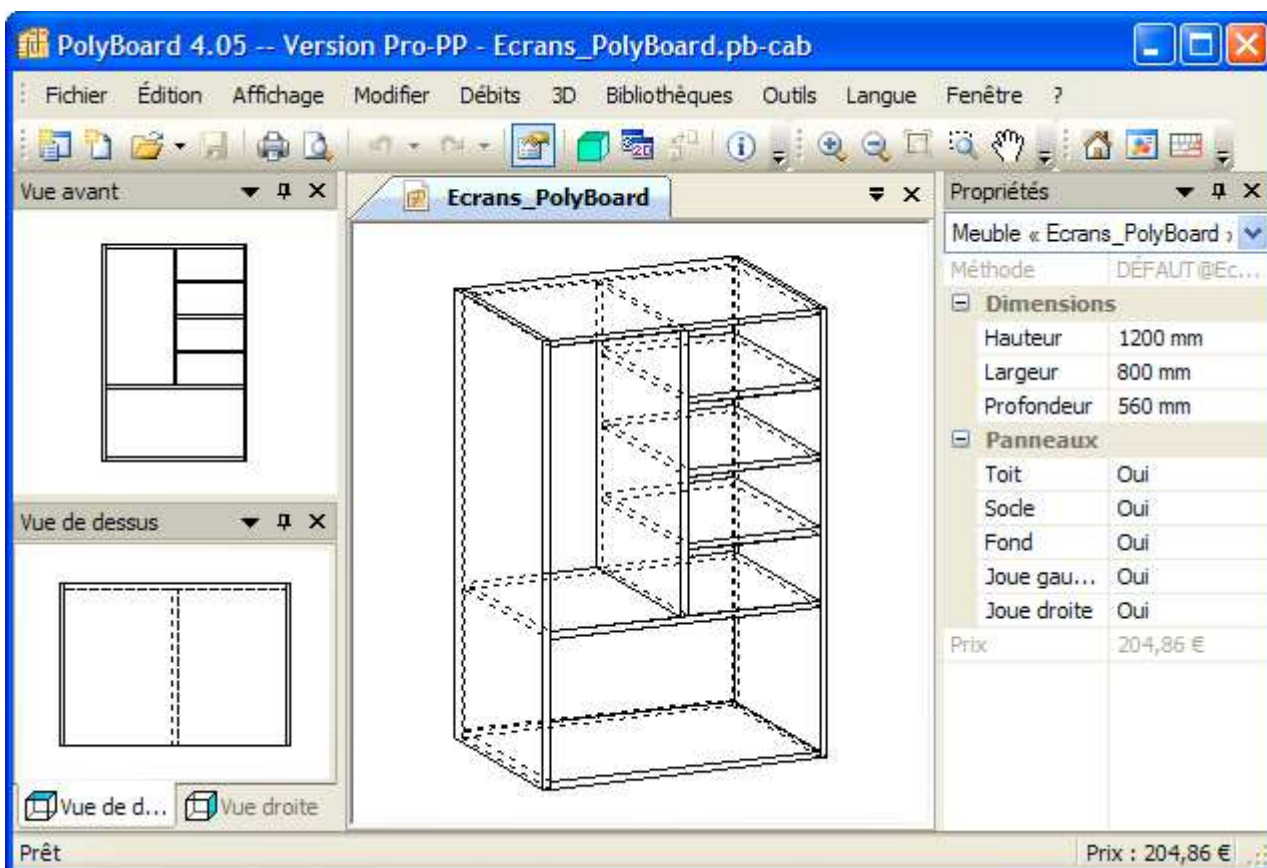 PolyBoard 4.05 -- Version Pro-PP - Ecrans_PolyBoard.pb-cab
Fichier Édition Affichage Modifier Débits 3D Bibliothèques Outils Langue Fenêtre ?
Vue avant
Ecrans_PolyBoard
Propriétés
Meuble « Ecrans_PolyBoard »
Méthode DÉFAUT@Ec...
Dimensions
Hauteur 1200 mm
Largeur 800 mm
Profondeur 560 mm
Panneaux
Toit Oui
Socle Oui
Fond Oui
Joue gau... Oui
Joue droite Oui
Prix 204,86 €
Vue de dessus
Vue de d... Vue droite
Prêt Prix : 204,86 €